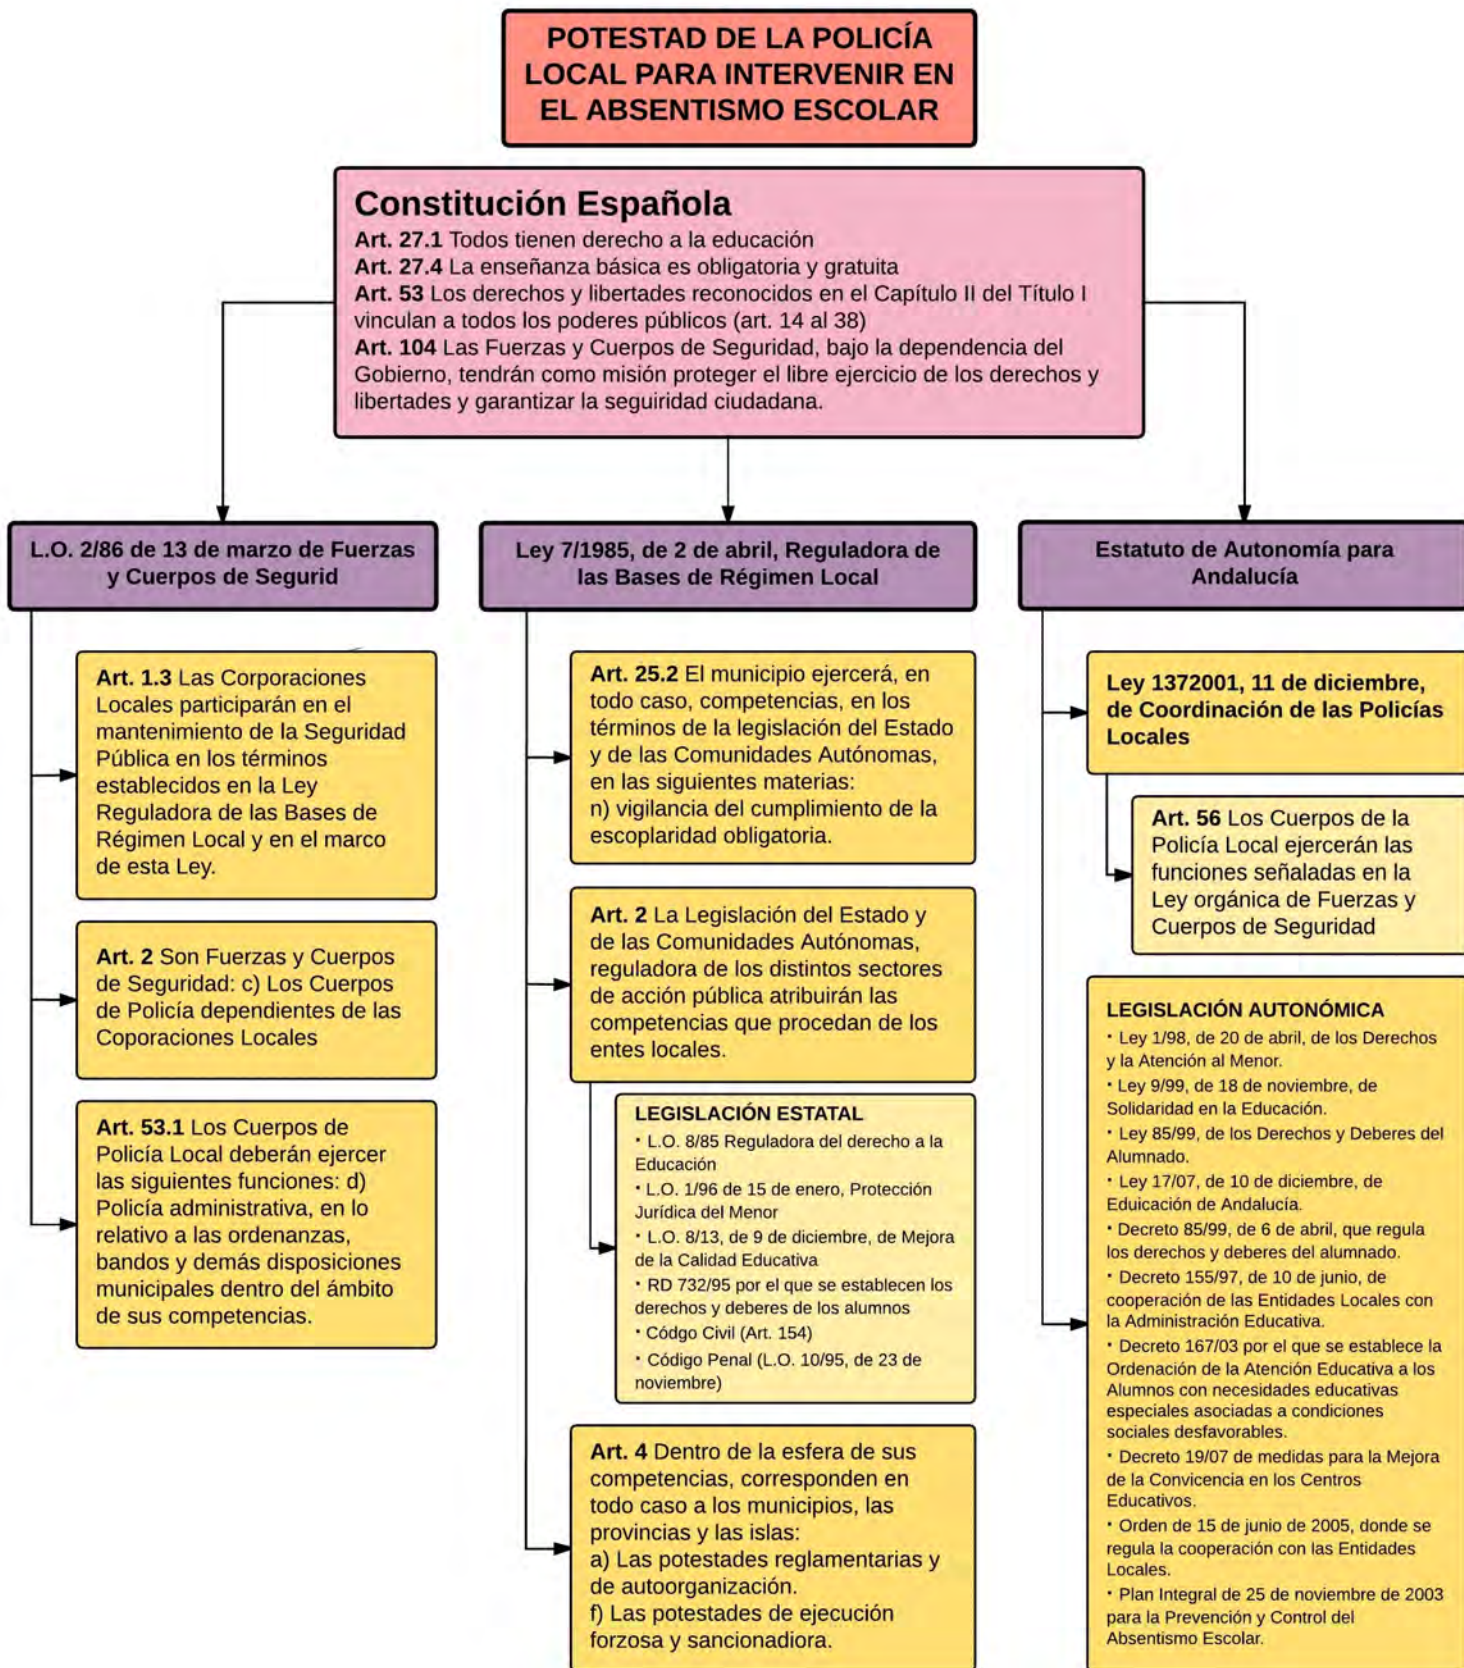 POTESTAD DE LA POLICÍA
LOCAL PARA INTERVENIR EN
EL ABSENTISMO ESCOLAR
Constitución Española
Art. 27.1 Todos tienen derecho a la educación
Art. 27.4 La enseñanza básica es obligatoria y gratuita
Art. 53 Los derechos y libertades reconocidos en el Capítulo II del Título I
vinculan a todos los poderes públicos (art. 14 al 38)
Art. 104 Las Fuerzas y Cuerpos de Seguridad, bajo la dependencia del
Gobierno, tendrán como misión proteger el libre ejercicio de los derechos y
libertades y garantizar la seguiridad ciudadana.
L.O. 2/86 de 13 de marzo de Fuerzas
y Cuerpos de Segurid
Art. 1.3 Las Corporaciones
Locales participarán en el
mantenimiento de la Seguridad
Pública en los términos
establecidos en la Ley
Reguladora de las Bases de
Régimen Local y en el marco
de esta Ley.
Art. 2 Son Fuerzas y Cuerpos
de Seguridad: c) Los Cuerpos
de Policía dependientes de las
Coporaciones Locales
Art. 53.1 Los Cuerpos de
Policía Local deberán ejercer
las siguientes funciones: d)
Policía administrativa, en lo
relativo a las ordenanzas,
bandos y demás disposiciones
municipales dentro del ámbito
de sus competencias.
Ley 7/1985, de 2 de abril, Reguladora de
las Bases de Régimen Local
Art. 25.2 El municipio ejercerá, en
todo caso, competencias, en los
términos de la legislación del Estado
y de las Comunidades Autónomas,
en las siguientes materias:
n) vigilancia del cumplimiento de la
escoplaridad obligatoria.
Art. 2 La Legislación del Estado y
de las Comunidades Autónomas,
reguladora de los distintos sectores
de acción pública atribuirán las
competencias que procedan de los
entes locales.
LEGISLACIÓN ESTATAL
· L.O. 8/85 Reguladora del derecho a la
Educación
· L.O. 1/96 de 15 de enero, Protección
Jurídica del Menor
· L.O. 8/13, de 9 de diciembre, de Mejora
de la Calidad Educativa
· RD 732/95 por el que se establecen los
derechos y deberes de los alumnos
· Códgo Civil (Art. 154)
· Código Penal (L.O. 10/95, de 23 de
noviembre)
Art. 4 Dentro de la esfera de sus
competencias, corresponden en
todo caso a los municipios, las
provincias y las islas:
a) Las potestades reglamentarias y
de autoorganización.
f) Las potestades de ejecución
forzosa y sancionadiora.
Estatuto de Autonomía para
Andalucía
Ley 1372001, 11 de diciembre,
de Coordinación de las Policías
Locales
Art. 56 Los Cuerpos de la
Policía Local ejercerán las
funciones señaladas en la
Ley orgánica de Fuerzas y
Cuerpos de Seguridad
LEGISLACIÓN AUTONÓMICA
· Ley 1/98, de 20 de abril, de los Derechos
y la Atención al Menor.
· Ley 9/99, de 18 de noviembre, de
Solidaridad en la Educación.
· Ley 85/99, de los Derechos y Deberes del
Alumnado.
· Ley 17/07, de 10 de diciembre, de
Eduicación de Andalucía.
· Decreto 85/99, de 6 de abril, que regula
los derechos y deberes del alumnado.
· Decreto 155/97, de 10 de junio, de
cooperación de las Entidades Locales con
la Administración Educativa.
· Decreto 167/03 por el que se establece la
Ordenación de la Atención Educativa a los
Alumnos con necesidades educativas
especiales asociadas a condiciones
sociales desfavorables.
· Decreto 19/07 de medidas para la Mejora
de la Convicencia en los Centros
Educativos.
· Orden de 15 de junio de 2005, donde se
regula la cooperación con las Entidades
Locales.
· Plan Integral de 25 de noviembre de 2003
para la Prevención y Control del
Absentismo Escolar.